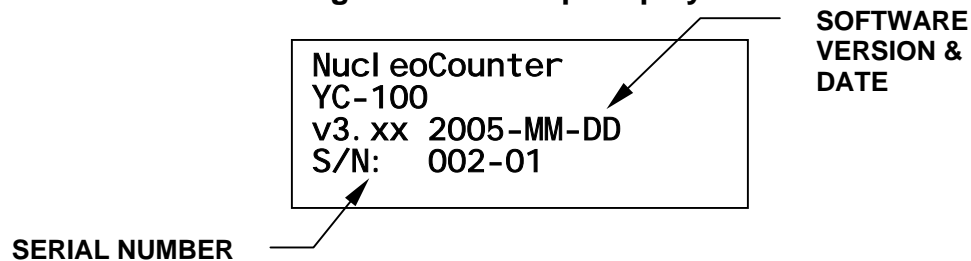 SOFTWARE
VERSION &
DATE
NucleoCounter
YC-100
v3.xx 2005-MM-DD
S/N: 002-01
SERIAL NUMBER